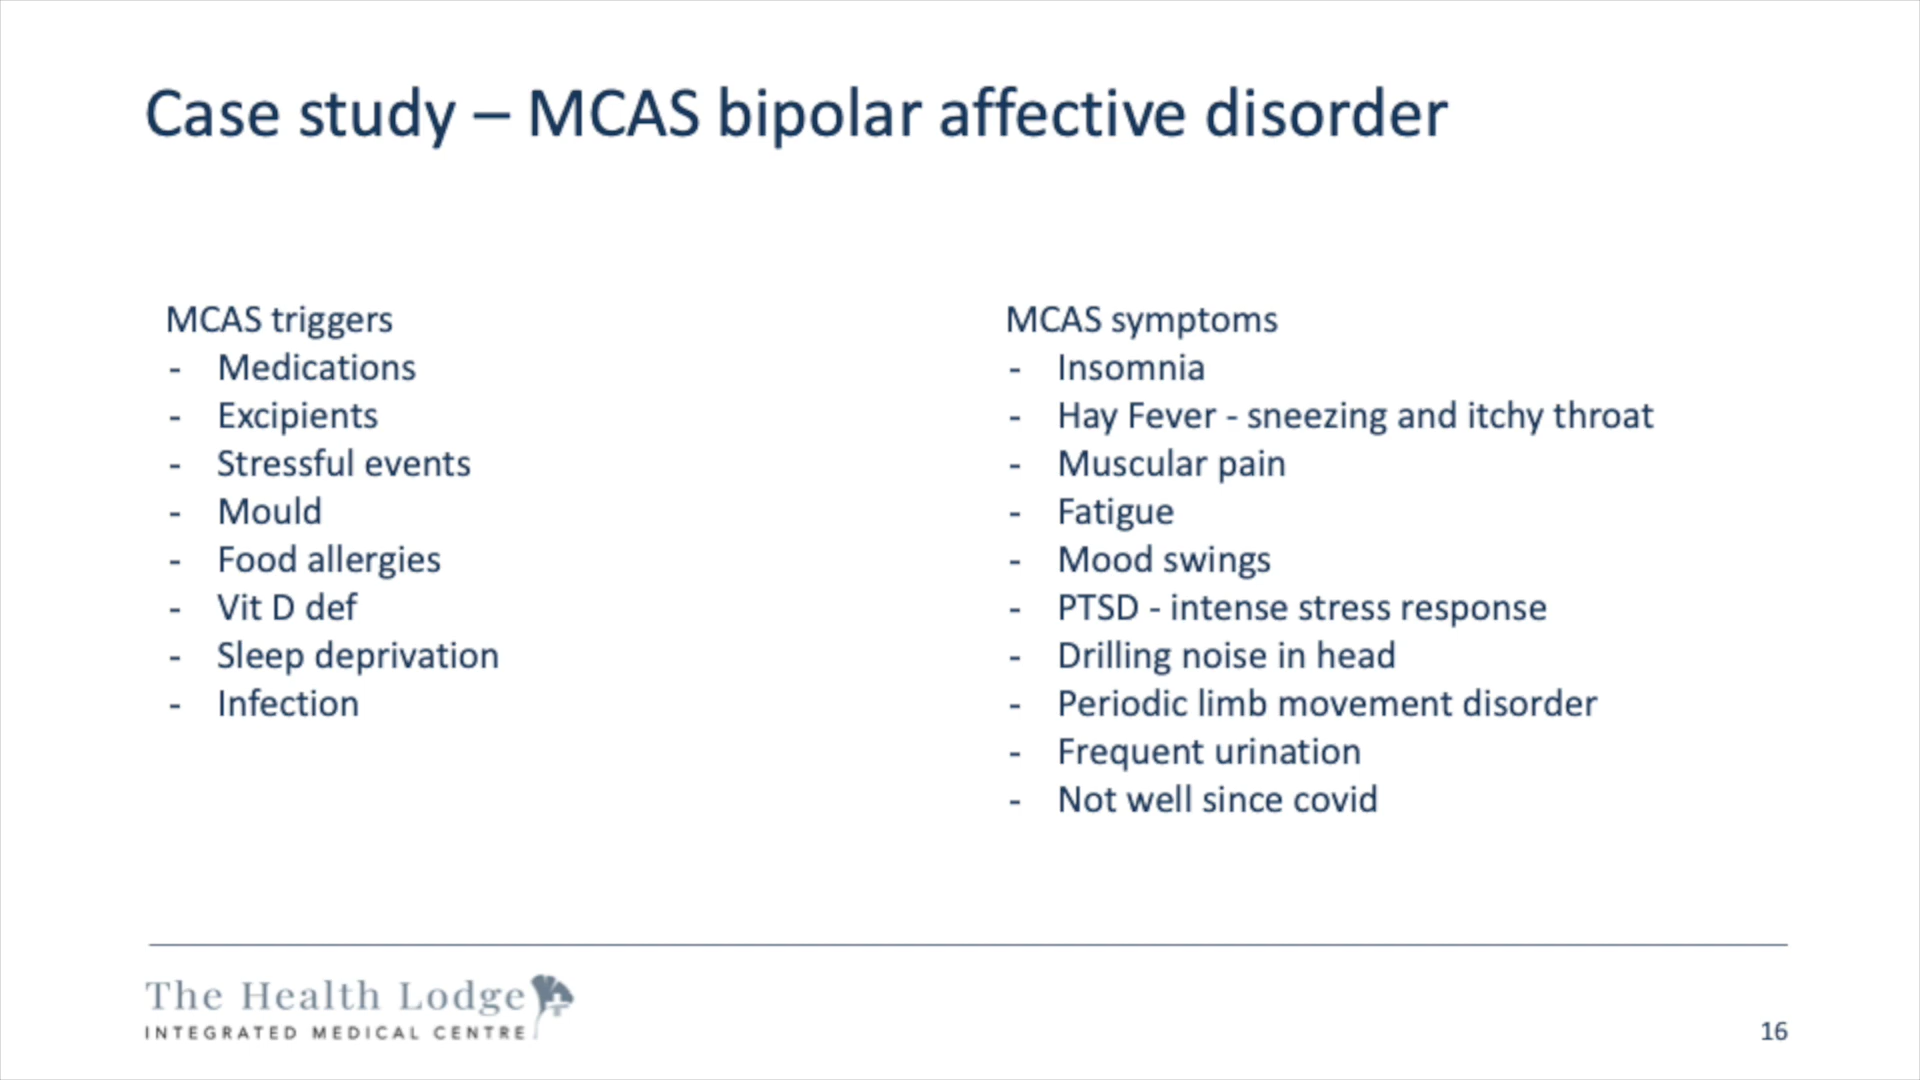 Case study – MCAS bipolar affective disorder
MCAS triggers
- Medications
- Excipients
- Stressful events
- Mould
- Food allergies
- Vit D def
- Sleep deprivation
- Infection
MCAS symptoms
- Insomnia
- Hay Fever - sneezing and itchy throat
- Muscular pain
- Fatigue
- Mood swings
- PTSD - intense stress response
- Drilling noise in head
- Periodic limb movement disorder
- Frequent urination
- Not well since covid
The Health Lodge
INTEGRATED MEDICAL CENTRE
16